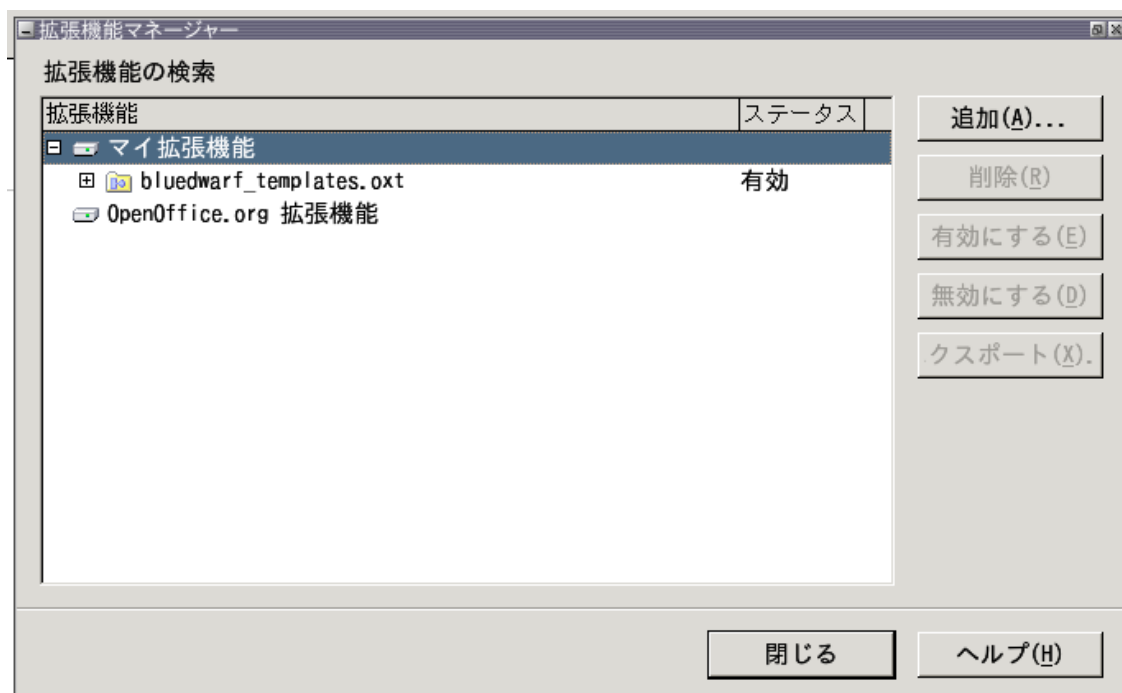 拡張機能マネージャー
拡張機能の検索
拡張機能 ステータス
マイ拡張機能
bluedwarf_templates.oxt 有効
OpenOffice.org 拡張機能
追加(A)...
削除(R)
有効にする(E)
無効にする(D)
クスポート(X).
閉じる
ヘルプ(H)